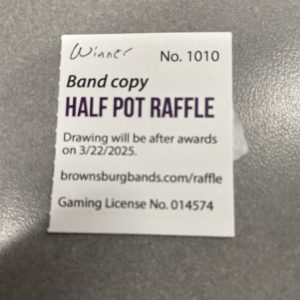 Winner No. 1010
Band copy
HALF POT RAFFLE
Drawing will be after awards
on 3/22/2025.
brownsburgbands.com/raffle
Gaming License No. 014574